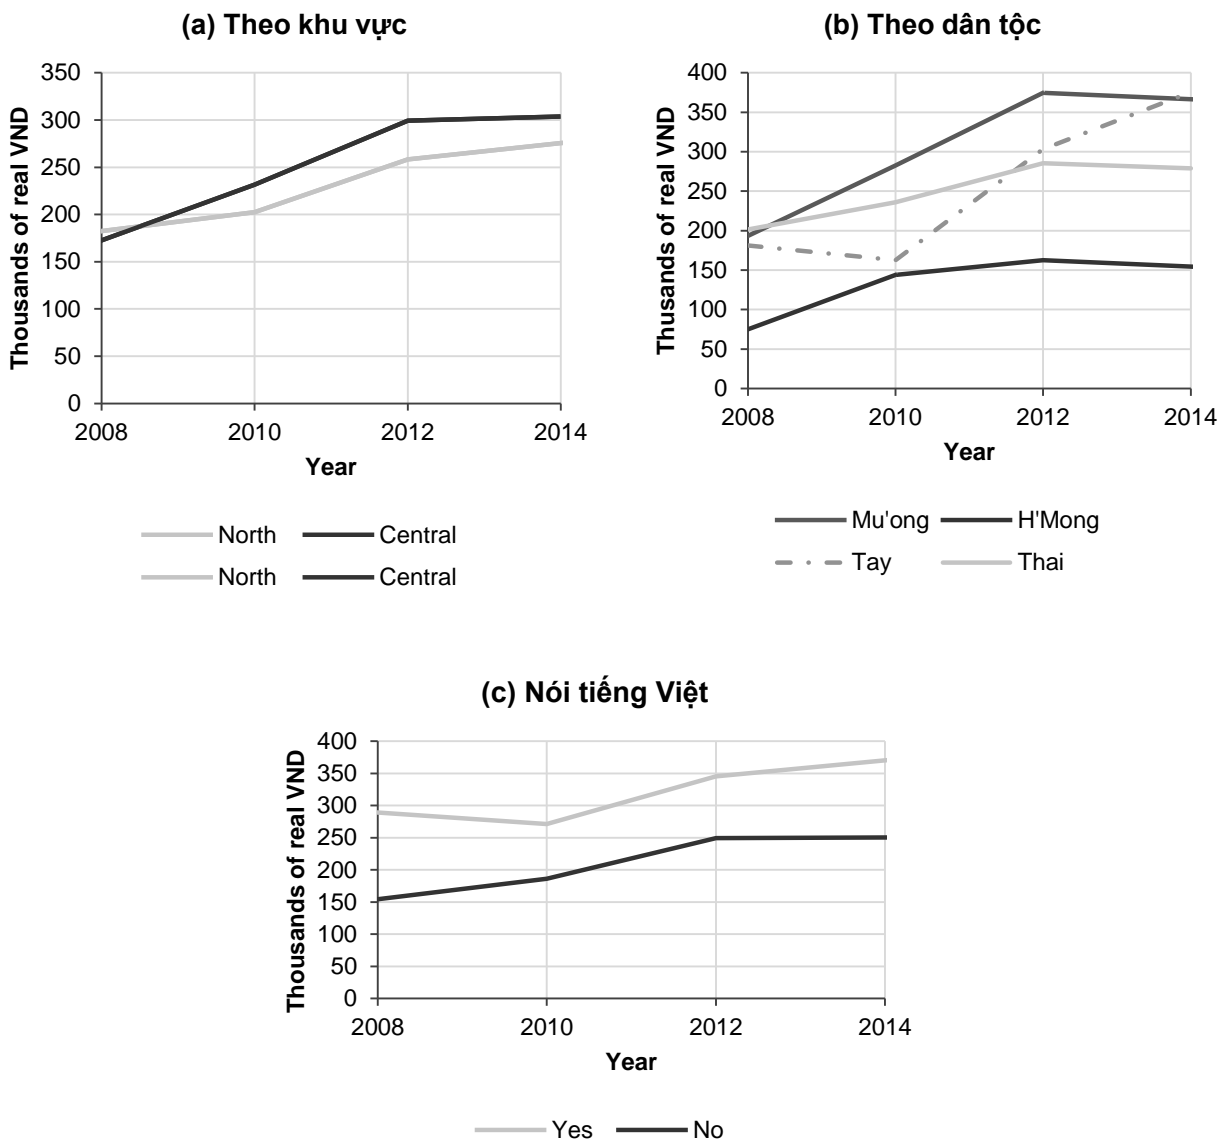 (a) Theo khu vực
Thousands of real VND
350
300
250
200
150
100
50
0
2008 2010 2012 2014
Year
North Central
North Central
(b) Theo dân tộc
Thusands of real VND
400
350
300
250
200
150
100
50
0
2008 2010 2012 2014
Year
Mu'ong H'Mong
Tay Thai
(c) Nói tiếng Việt
Thousands of real VND
400
350
300
250
200
150
100
50
0
2008 2010 2012 2014
Year
Yes No